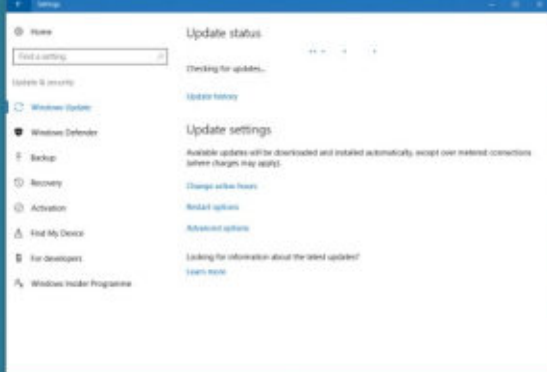 Settings
Home
Find a setting
Update & security
Windows Update
Windows Defender
Backup
Recovery
Activation
Find My Device
For developers
Windows Insider Programme
Update status
Checking for updates...
Update history
Update settings
Available updates will be downloaded and installed automatically, except over metered connections
(where charges may apply).
Change active hours
Restart options
Advanced options
Looking for information about the latest updates?
Learn more